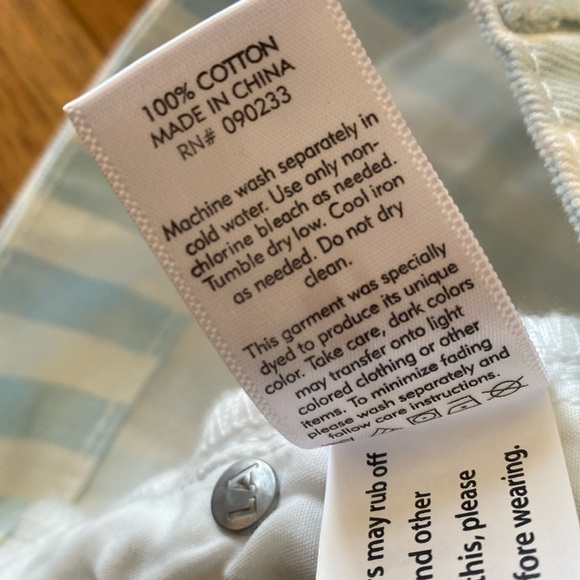 100% COTTON
MADE IN CHINA
RN# 090233
Machine wash separately in
cold water. Use only non-
chlorine bleach as needed.
Tumble dry low. Cool iron
as needed. Do not dry
clean.
This garment was specially
dyed to produce its unique
color. Take care, dark colors
may transfer onto light
colored clothing or other
items. To minimize fading
please wash separately and
follow care instructions.
s may rub off
nd other
this, please
fore wearing.